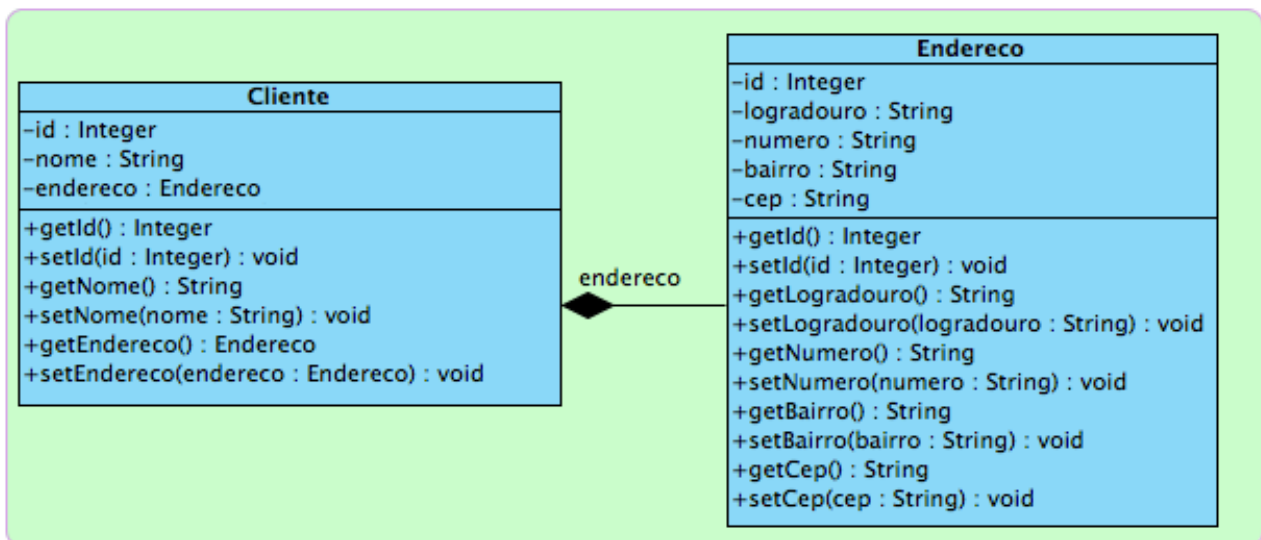 Cliente
-id : Integer
-nome : String
-endereco : Endereco
+getId() : Integer
+setId(id : Integer) : void
+getNome() : String
+setNome(nome : String) : void
+getEndereco() : Endereco
+setEndereco(endereco : Endereco) : void
endereco
Endereco
-id : Integer
-logradouro : String
-numero : String
-bairro : String
-cep : String
+getId() : Integer
+setId(id : Integer) : void
+getLogradouro() : String
+setLogradouro(logradouro : String) : void
+getNumero() : String
+setNumero(numero : String) : void
+getBairro() : String
+setBairro(bairro : String) : void
+getCep() : String
+setCep(cep : String) : void